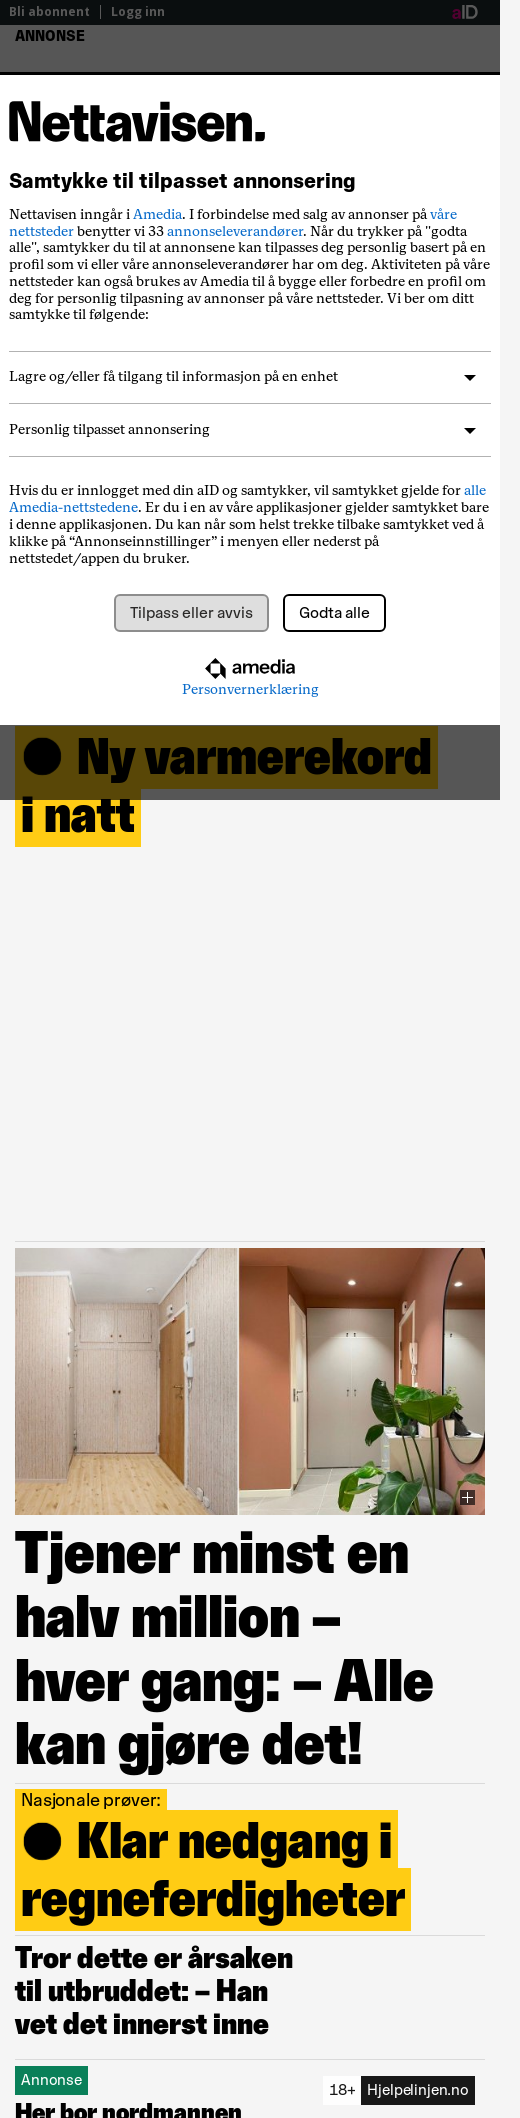 Bli abonnent | Logg inn aID
ANNONSE
Nettavisen.
Samtykke til tilpasset annonsering
Nettavisen inngår i Amedia. I forbindelse med salg av annonser på våre
nettsteder benytter vi 33 annonseleverandører. Når du trykker på "godta
alle", samtykker du til at annonsene kan tilpasses deg personlig basert på en
profil som vi eller våre annonseleverandører har om deg. Aktiviteten på våre
nettsteder kan også brukes av Amedia til å bygge eller forbedre en profil om
deg for personlig tilpasning av annonser på våre nettsteder. Vi ber om ditt
samtykke til følgende:
Lagre og/eller få tilgang til informasjon på en enhet
Personlig tilpasset annonsering
Hvis du er innlogget med din aID og samtykker, vil samtykket gjelde for alle
Amedia-nettstedene. Er du i en av våre applikasjoner gjelder samtykket bare
i denne applikasjonen. Du kan når som helst trekke tilbake samtykket ved å
klikke på “Annonseinnstillinger” i menyen eller nederst på
nettstedet/appen du bruker.
Tilpass eller avvis Godta alle
amedia
Personvernerklæring
● Ny varmerekord
i natt
Tjener minst en
halv million –
hver gang: – Alle
kan gjøre det!
Nasjonale prøver:
● Klar nedgang i
regneferdigheter
Tror dette er årsaken
til utbruddet: – Han
vet det innerst inne
Annonse
18+ Hjelpelinjen.no
Her bor nordmannen